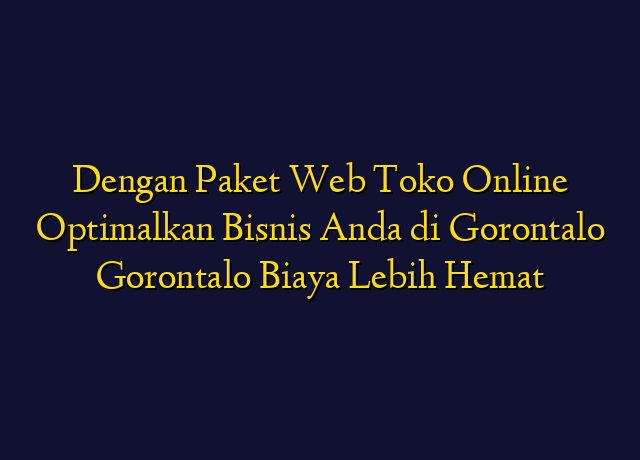 Dengan Paket Web Toko Online
Optimalkan Bisnis Anda di Gorontalo
Gorontalo Biaya Lebih Hemat